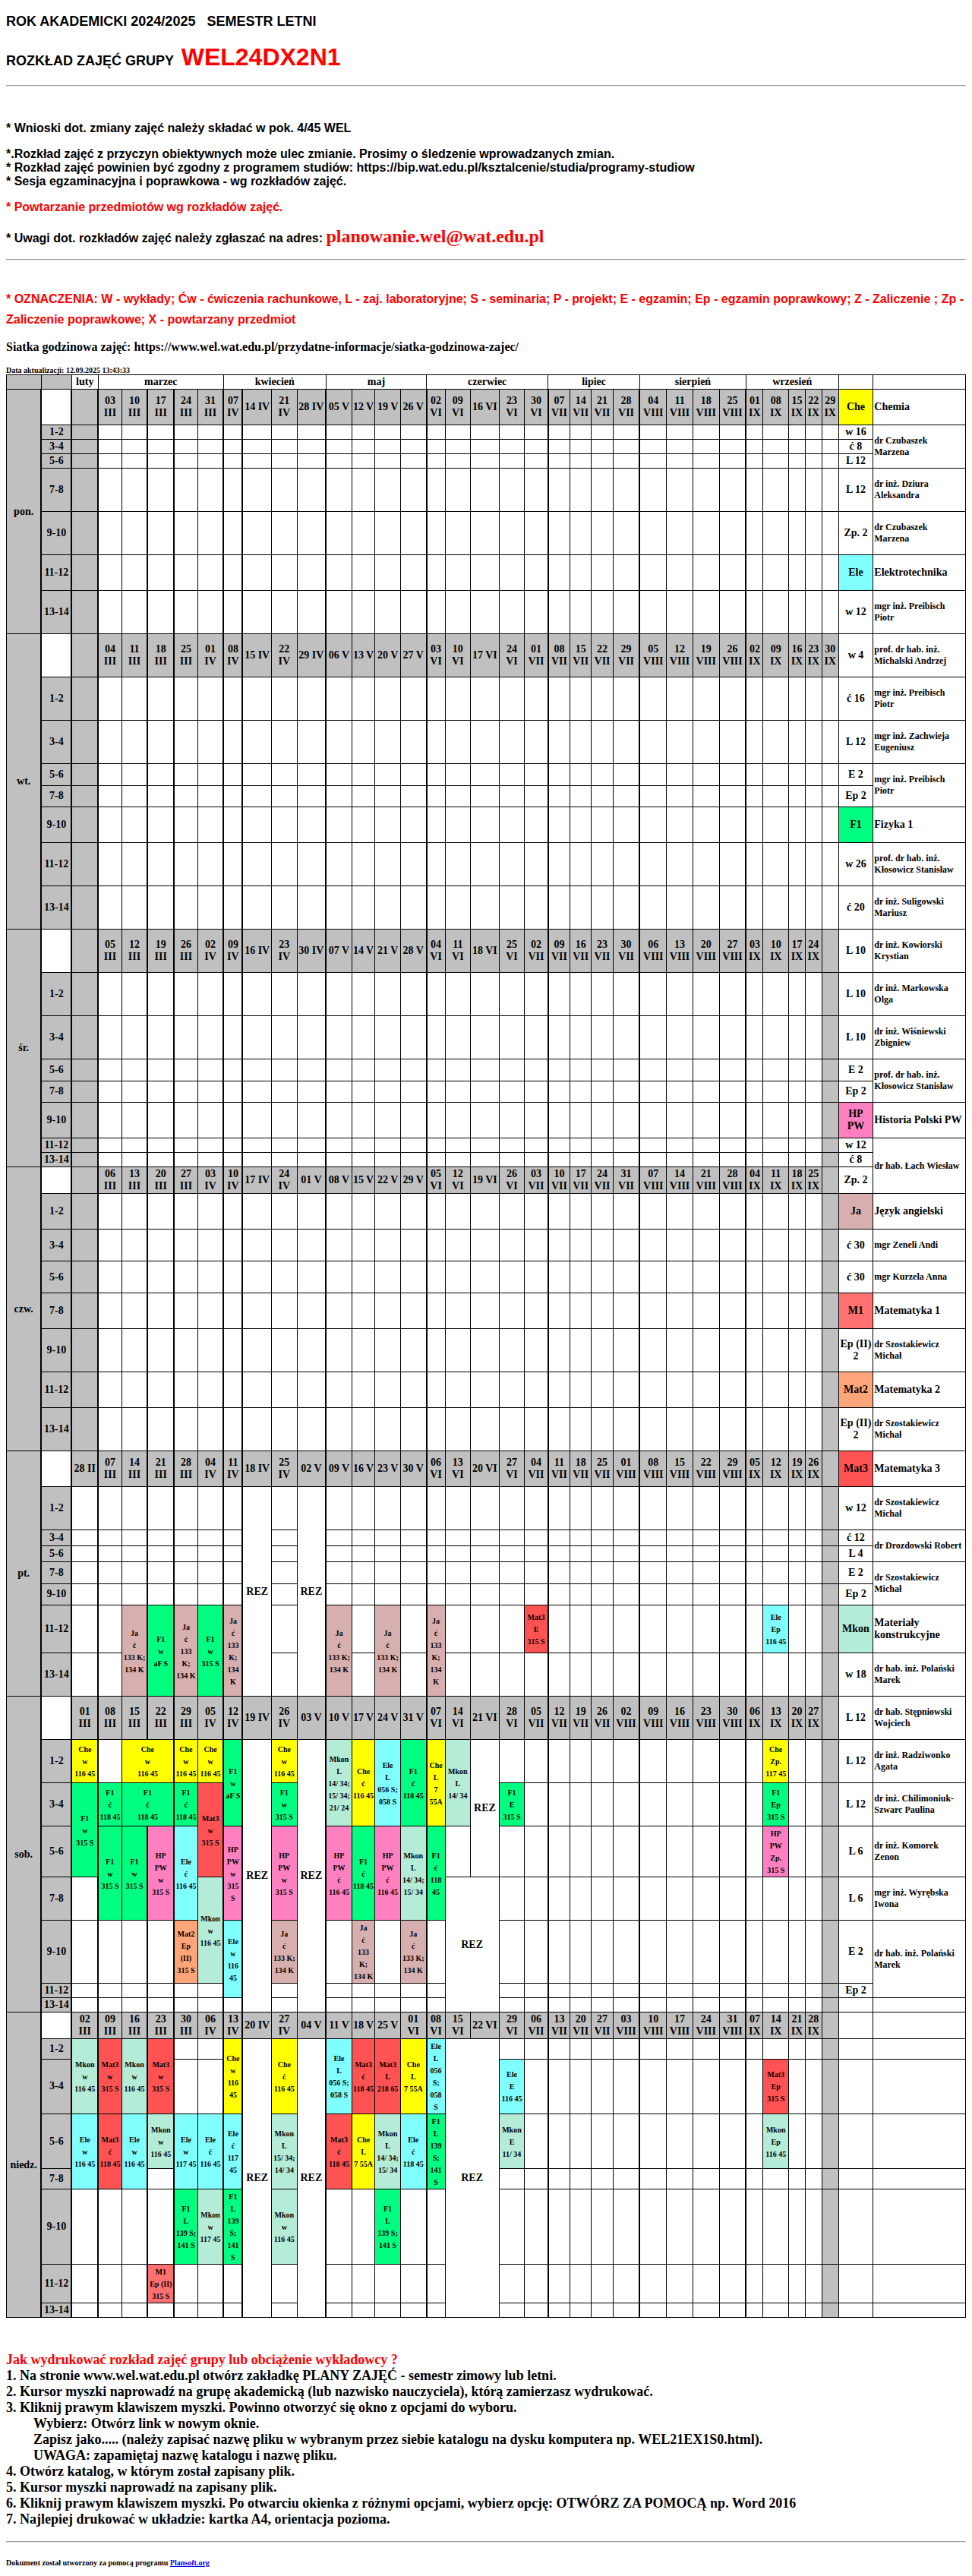 ROK AKADEMICKI 2024/2025 SEMESTR LETNI
ROZKŁAD ZAJĘĆ GRUPY WEL24DX2N1
* Wnioski dot. zmiany zajęć należy składać w pok. 4/45 WEL
*.Rozkład zajęć z przyczyn obiektywnych może ulec zmianie. Prosimy o śledzenie wprowadzanych zmian.
* Rozkład zajęć powinien być zgodny z programem studiów: https://bip.wat.edu.pl/ksztalcenie/studia/programy-studiow
* Sesja egzaminacyjna i poprawkowa - wg rozkładów zajęć.
* Powtarzanie przedmiotów wg rozkładów zajęć.
* Uwagi dot. rozkładów zajęć należy zgłaszać na adres: planowanie.wel@wat.edu.pl
* OZNACZENIA: W - wykłady; Ćw - ćwiczenia rachunkowe, L - zaj. laboratoryjne; S - seminaria; P - projekt; E - egzamin; Ep - egzamin poprawkowy; Z - Zaliczenie ; Zp -
Zaliczenie poprawkowe; X - powtarzany przedmiot
Siatka godzinowa zajęć: https://www.wel.wat.edu.pl/przydatne-informacje/siatka-godzinowa-zajec/
Data aktualizacji: 12.09.2025 13:43:33
luty marzec kwiecień maj czerwiec lipiec sierpień wrzesień
pon. 03 III 10 III 17 III 24 III 31 III 07 IV 14 IV 21 IV 28 IV 05 V 12 V 19 V 26 V 02 VI 09 VI 16 VI 23 VI 30 VI 07 VII 14 VII 21 VII 28 VII 04 VIII 11 VIII 18 VIII 25 VIII 01 IX 08 IX 15 IX 22 IX 29 IX Che Chemia
1-2 w 16 dr Czubaszek Marzena
3-4 ć 8
5-6 L 12
7-8 L 12 dr inż. Dziura Aleksandra
9-10 Zp. 2 dr Czubaszek Marzena
11-12 Ele Elektrotechnika
13-14 w 12 mgr inż. Preibisch Piotr
wt. 04 III 11 III 18 III 25 III 01 IV 08 IV 15 IV 22 IV 29 IV 06 V 13 V 20 V 27 V 03 VI 10 VI 17 VI 24 VI 01 VII 08 VII 15 VII 22 VII 29 VII 05 VIII 12 VIII 19 VIII 26 VIII 02 IX 09 IX 16 IX 23 IX 30 IX w 4 prof. dr hab. inż. Michalski Andrzej
1-2 ć 16 mgr inż. Preibisch Piotr
3-4 L 12 mgr inż. Zachwieja Eugeniusz
5-6 E 2 mgr inż. Preibisch Piotr
7-8 Ep 2
9-10 F1 Fizyka 1
11-12 w 26 prof. dr hab. inż. Kłosowicz Stanisław
13-14 ć 20 dr inż. Suligowski Mariusz
śr. 05 III 12 III 19 III 26 III 02 IV 09 IV 16 IV 23 IV 30 IV 07 V 14 V 21 V 28 V 04 VI 11 VI 18 VI 25 VI 02 VII 09 VII 16 VII 23 VII 30 VII 06 VIII 13 VIII 20 VIII 27 VIII 03 IX 10 IX 17 IX 24 IX L 10 dr inż. Kowiorski Krystian
1-2 L 10 dr inż. Markowska Olga
3-4 L 10 dr inż. Wiśniewski Zbigniew
5-6 E 2 prof. dr hab. inż. Kłosowicz Stanisław
7-8 Ep 2
9-10 HP PW Historia Polski PW
11-12 w 12 dr hab. Łach Wiesław
13-14 ć 8
czw. 06 III 13 III 20 III 27 III 03 IV 10 IV 17 IV 24 IV 01 V 08 V 15 V 22 V 29 V 05 VI 12 VI 19 VI 26 VI 03 VII 10 VII 17 VII 24 VII 31 VII 07 VIII 14 VIII 21 VIII 28 VIII 04 IX 11 IX 18 IX 25 IX Zp. 2
1-2 Ja Język angielski
3-4 ć 30 mgr Zeneli Andi
5-6 ć 30 mgr Kurzela Anna
7-8 M1 Matematyka 1
9-10 Ep (II) 2 dr Szostakiewicz Michał
11-12 Mat2 Matematyka 2
13-14 Ep (II) 2 dr Szostakiewicz Michał
pt. 28 II 07 III 14 III 21 III 28 III 04 IV 11 IV 18 IV 25 IV 02 V 09 V 16 V 23 V 30 V 06 VI 13 VI 20 VI 27 VI 04 VII 11 VII 18 VII 25 VII 01 VIII 08 VIII 15 VIII 22 VIII 29 VIII 05 IX 12 IX 19 IX 26 IX Mat3 Matematyka 3
1-2 REZ REZ w 12 dr Szostakiewicz Michał
3-4 ć 12 dr Drozdowski Robert
5-6 L 4
7-8 E 2 dr Szostakiewicz Michał
9-10 Ep 2
11-12 Ja ć 133 K; 134 K F1 w aF S Ja ć 133 K; 134 K F1 w 315 S Ja ć 133 K; 134 K Ja ć 133 K; 134 K Ja ć 133 K; 134 K Ja ć 133 K; 134 K Mat3 E 315 S Ele Ep 116 45 Mkon Materiały konstrukcyjne
13-14 w 18 dr hab. inż. Polański Marek
sob. 01 III 08 III 15 III 22 III 29 III 05 IV 12 IV 19 IV 26 IV 03 V 10 V 17 V 24 V 31 V 07 VI 14 VI 21 VI 28 VI 05 VII 12 VII 19 VII 26 VII 02 VIII 09 VIII 16 VIII 23 VIII 30 VIII 06 IX 13 IX 20 IX 27 IX L 12 dr hab. Stępniowski Wojciech
1-2 Che w 116 45 Che w 116 45 Che w 116 45 Che w 116 45 F1 w aF S REZ Che w 116 45 REZ Mkon L 14/ 34; 15/ 34; 21/ 24 Che ć 116 45 Ele L 056 S; 058 S F1 ć 118 45 Che L 7 55A Mkon L 14/ 34 REZ Che Zp. 117 45 L 12 dr inż. Radziwonko Agata
3-4 F1 w 315 S F1 ć 118 45 F1 ć 118 45 F1 ć 118 45 Mat3 w 315 S F1 w 315 S F1 E 315 S F1 Ep 315 S L 12 dr inż. Chilimoniuk-Szwarc Paulina
5-6 F1 w 315 S F1 w 315 S HP PW w 315 S Ele ć 116 45 HP PW w 315 S HP PW w 315 S HP PW ć 116 45 F1 ć 118 45 HP PW ć 116 45 Mkon L 14/ 34; 15/ 34 F1 ć 118 45 HP PW Zp. 315 S L 6 dr inż. Komorek Zenon
7-8 Mkon w 116 45 REZ L 6 mgr inż. Wyrębska Iwona
9-10 Mat2 Ep (II) 315 S Ele w 116 45 Ja ć 133 K; 134 K Ja ć 133 K; 134 K Ja ć 133 K; 134 K E 2 dr hab. inż. Polański Marek
11-12 Ep 2
13-14
niedz. 02 III 09 III 16 III 23 III 30 III 06 IV 13 IV 20 IV 27 IV 04 V 11 V 18 V 25 V 01 VI 08 VI 15 VI 22 VI 29 VI 06 VII 13 VII 20 VII 27 VII 03 VIII 10 VIII 17 VIII 24 VIII 31 VIII 07 IX 14 IX 21 IX 28 IX
1-2 Mkon w 116 45 Mat3 w 315 S Mkon w 116 45 Mat3 w 315 S Che w 116 45 REZ Che ć 116 45 REZ Ele L 056 S; 058 S Mat3 ć 118 45 Mat3 L 218 65 Che L 7 55A Ele L 056 S; 058 S REZ
3-4 Ele E 116 45 Mat3 Ep 315 S
5-6 Ele w 116 45 Mat3 ć 118 45 Ele w 116 45 Mkon w 116 45 Ele w 117 45 Ele ć 116 45 Ele ć 117 45 Mkon L 15/ 34; 14/ 34 Mat3 ć 118 45 Che L 7 55A Mkon L 14/ 34; 15/ 34 Ele ć 118 45 F1 L 139 S; 141 S Mkon E 11/ 34 Mkon Ep 116 45
7-8
9-10 F1 L 139 S; 141 S Mkon w 117 45 F1 L 139 S; 141 S Mkon w 116 45 F1 L 139 S; 141 S
11-12 M1 Ep (II) 315 S
13-14
Jak wydrukować rozkład zajęć grupy lub obciążenie wykładowcy ?
1. Na stronie www.wel.wat.edu.pl otwórz zakładkę PLANY ZAJĘĆ - semestr zimowy lub letni.
2. Kursor myszki naprowadź na grupę akademicką (lub nazwisko nauczyciela), którą zamierzasz wydrukować.
3. Kliknij prawym klawiszem myszki. Powinno otworzyć się okno z opcjami do wyboru.
Wybierz: Otwórz link w nowym oknie.
Zapisz jako..... (należy zapisać nazwę pliku w wybranym przez siebie katalogu na dysku komputera np. WEL21EX1S0.html).
UWAGA: zapamiętaj nazwę katalogu i nazwę pliku.
4. Otwórz katalog, w którym został zapisany plik.
5. Kursor myszki naprowadź na zapisany plik.
6. Kliknij prawym klawiszem myszki. Po otwarciu okienka z różnymi opcjami, wybierz opcję: OTWÓRZ ZA POMOCĄ np. Word 2016
7. Najlepiej drukować w układzie: kartka A4, orientacja pozioma.
Dokument został utworzony za pomocą programu Plansoft.org